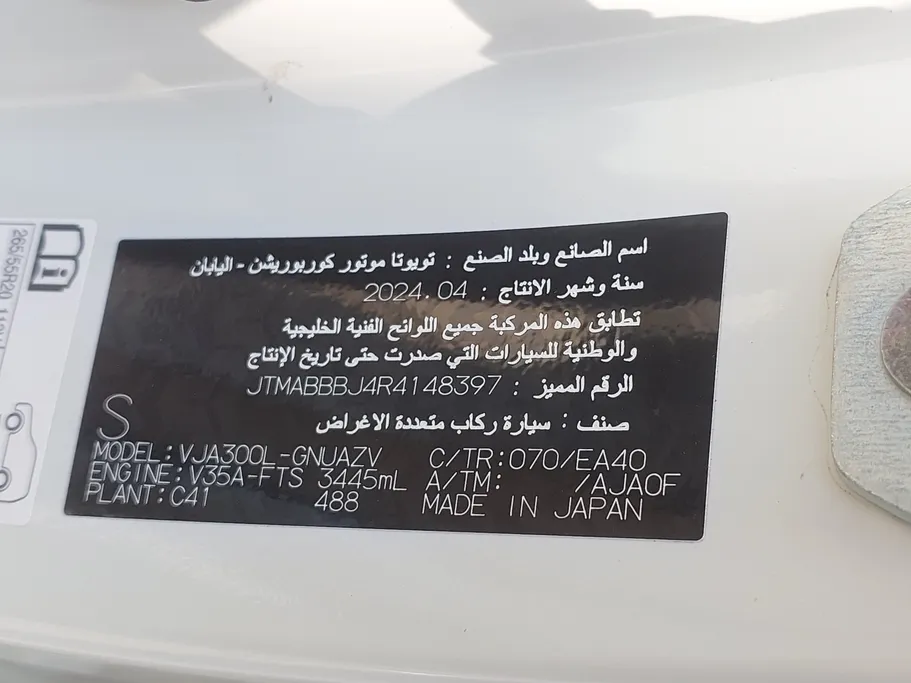 اسم الصانع وبلد الصنع : تويوتا موتور كوربوريشن - اليابان
سنة وشهر الانتاج : 2024.04
تطابق هذه المركبة جميع اللوائح الفنية الخليجية
والوطنية للسيارات التي صدرت حتى تاريخ الإنتاج
الرقم المميز : JTMABBBJ4R4148397
صنف : سيارة ركاب متعددة الاغراض
S
MODEL:VJA300L-GNUAZV C/TR:070/EA40
ENGINE:V35A-FTS 3445mL A/TM: /AJA0F
PLANT:C41 488 MADE IN JAPAN
265/55R20